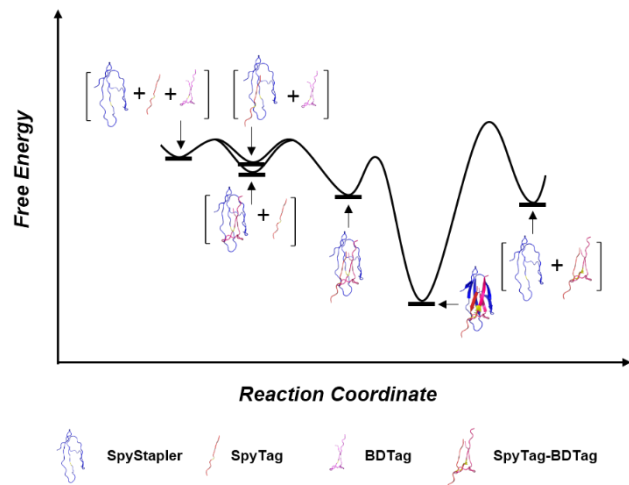 Free Energy
[ + + ]
[ + ]
[ + ]
[ + ]
Reaction Coordinate
SpyStapler SpyTag BDTag SpyTag-BDTag